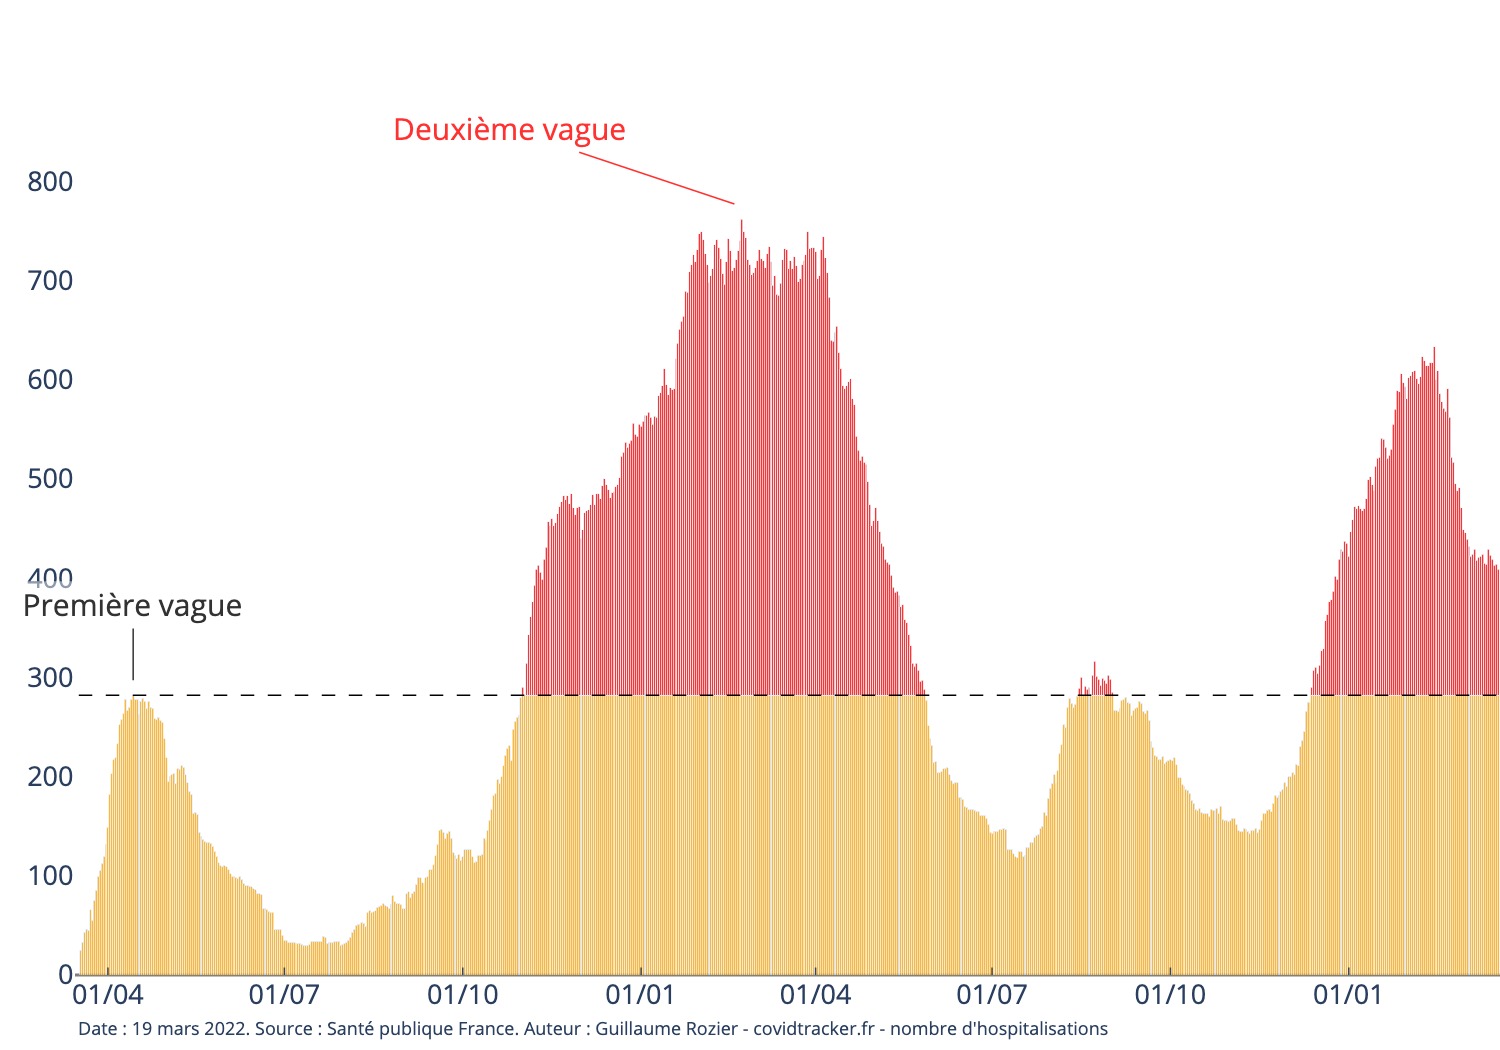 Deuxième vague
800
700
600
500
400
Première vague
300
200
100
0
01/04 01/07 01/10 01/01 01/04 01/07 01/10 01/01
Date : 19 mars 2022. Source : Santé publique France. Auteur : Guillaume Rozier - covidtracker.fr - nombre d'hospitalisations